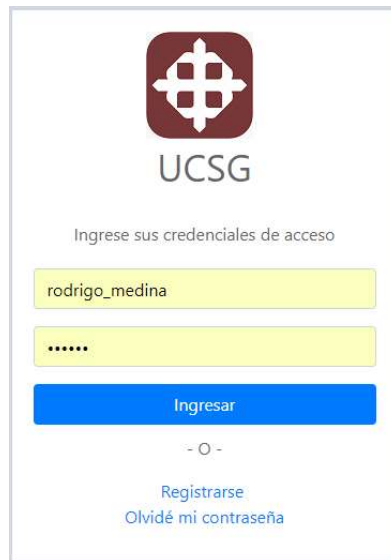 UCSG
Ingrese sus credenciales de acceso
rodrigo_medina
••••••
Ingresar
- O -
Registrarse
Olvidé mi contraseña